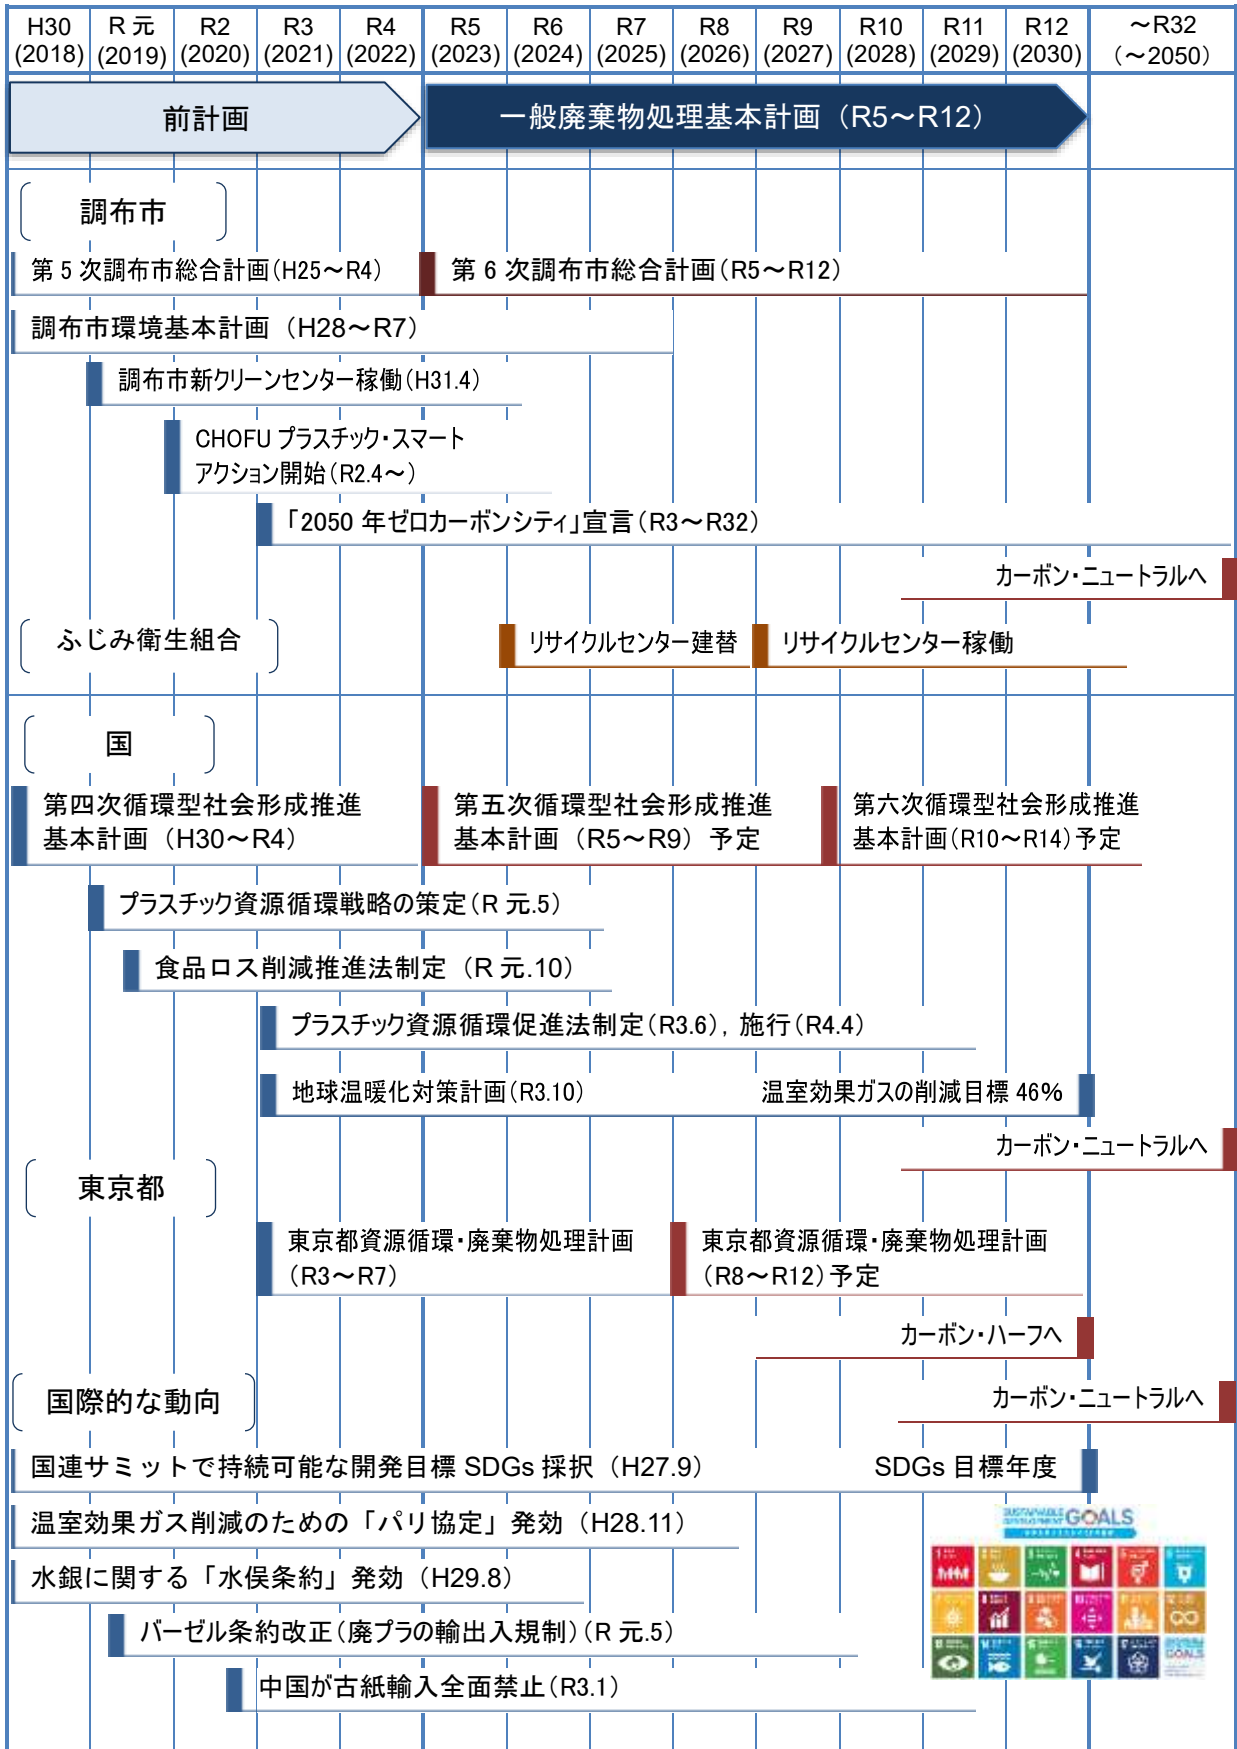 H30 R 元 R2 R3 R4 R5 R6 R7 R8 R9 R10 R11 R12 ～R32
(2018) (2019) (2020) (2021) (2022) (2023) (2024) (2025) (2026) (2027) (2028) (2029) (2030) (～2050)
前計画 一般廃棄物処理基本計画（R5～R12）
調布市
第 5 次調布市総合計画(H25～R4) 第 6 次調布市総合計画(R5～R12)
調布市環境基本計画（H28～R7）
調布市新クリーンセンター稼働(H31.4)
CHOFU プラスチック・スマート
アクション開始(R2.4～)
「2050 年ゼロカーボンシティ」宣言(R3～R32)
カーボン・ニュートラルへ
ふじみ衛生組合 リサイクルセンター建替 リサイクルセンター稼働
国
第四次循環型社会形成推進 第五次循環型社会形成推進 第六次循環型社会形成推進
基本計画（H30～R4） 基本計画（R5～R9）予定 基本計画(R10～R14)予定
プラスチック資源循環戦略の策定(R 元.5)
食品ロス削減推進法制定（R 元.10）
プラスチック資源循環促進法制定(R3.6)，施行(R4.4)
地球温暖化対策計画(R3.10) 温室効果ガスの削減目標 46%
カーボン・ニュートラルへ
東京都
東京都資源循環・廃棄物処理計画 東京都資源循環・廃棄物処理計画
(R3～R7) (R8～R12)予定
カーボン・ハーフへ
国際的な動向 カーボン・ニュートラルへ
国連サミットで持続可能な開発目標 SDGs 採択（H27.9） SDGs 目標年度
温室効果ガス削減のための「パリ協定」発効（H28.11）
SUSTAINABLE DEVELOPMENT GOALS
水銀に関する「水俣条約」発効（H29.8）
バーゼル条約改正(廃プラの輸出入規制)(R 元.5)
中国が古紙輸入全面禁止(R3.1)